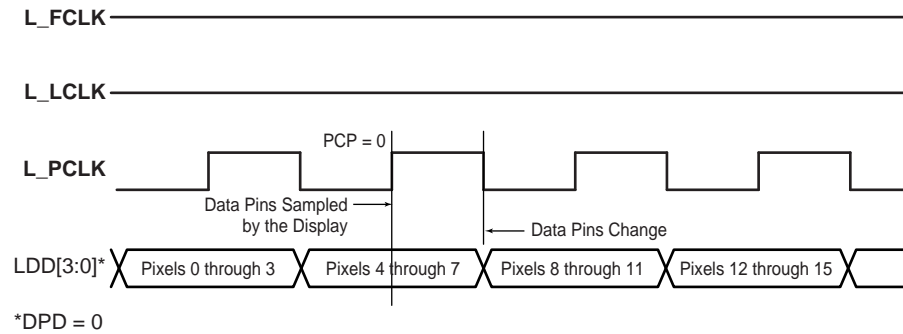 L_FCLK
L_LCLK
PCP = 0
L_PCLK
Data Pins Sampled
by the Display
Data Pins Change
LDD[3:0]*
Pixels 0 through 3
Pixels 4 through 7
Pixels 8 through 11
Pixels 12 through 15
*DPD = 0